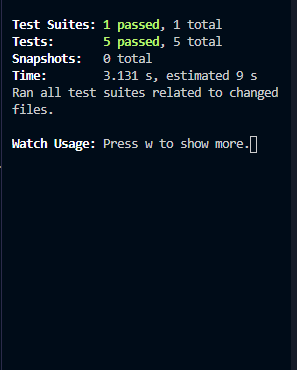 Test Suites: 1 passed, 1 total
Tests:       5 passed, 5 total
Snapshots:   0 total
Time:        3.131 s, estimated 9 s
Ran all test suites related to changed
files.
Watch Usage: Press w to show more.